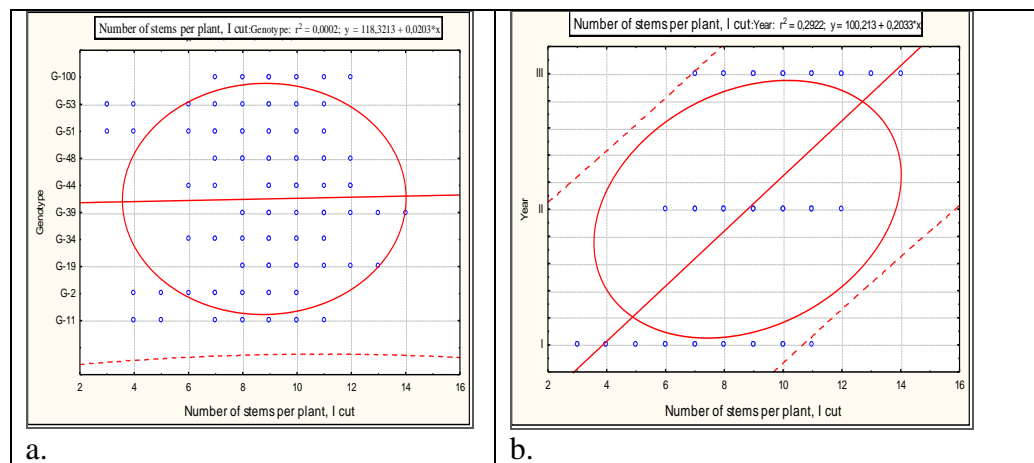 Number of stems per plant, I cut:Genotype: r² = 0,0002; y = 118,3213 + 0,0203*x
G-100
G-53
G-51
G-48
G-44
G-39
G-34
G-19
G-2
G-11
Genotype
2 4 6 8 10 12 14 16
Number of stems per plant, I cut
a.
Number of stems per plant, I cut:Year: r² = 0,2922; y = 100,213 + 0,2033*x
III
II
I
Year
2 4 6 8 10 12 14 16
Number of stems per plant, I cut
b.